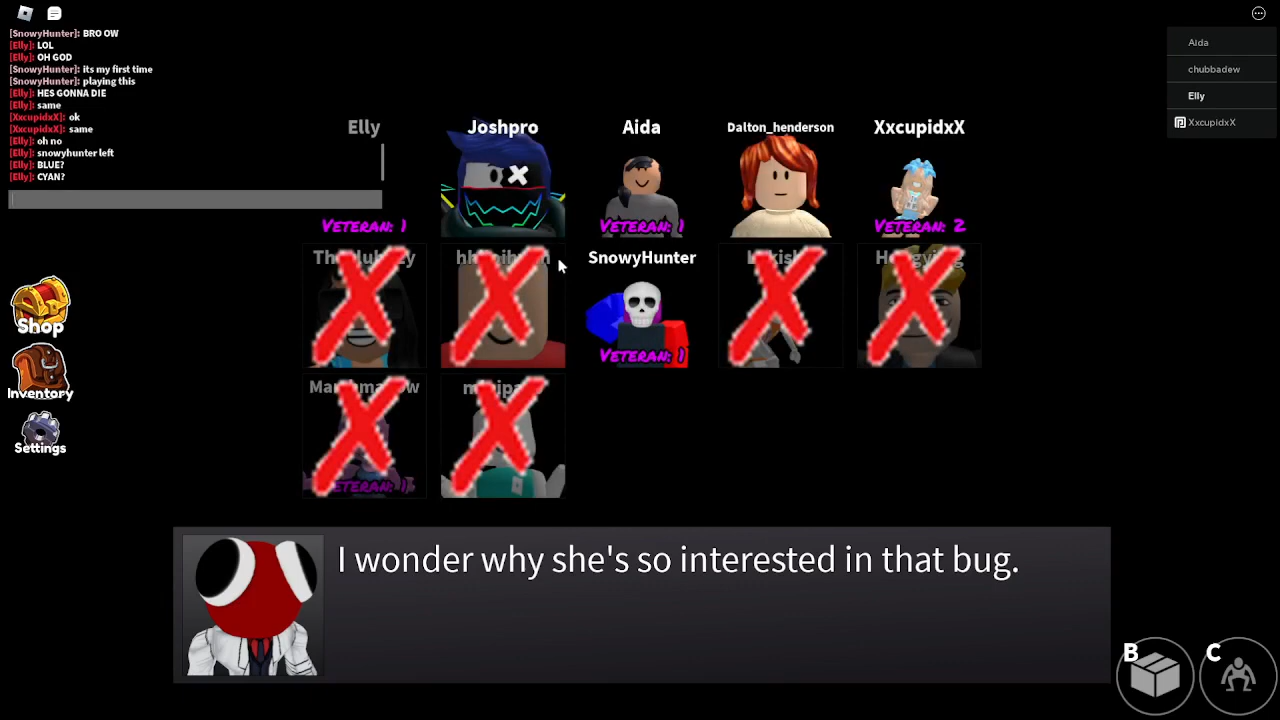 [SnowyHunter]: BRO OW
[Elly]: LOL
[Elly]: OH GOD
[SnowyHunter]: its my first time
[SnowyHunter]: playing this
[Elly]: HES GONNA DIE
[Elly]: same
[XxcupidxX]: ok
[XxcupidxX]: same
[Elly]: oh no
[Elly]: snowyhunter left
[Elly]: BLUE?
[Elly]: CYAN?
Aida
chubbadew
Elly
XxcupidxX
Elly
Joshpro
Aida
Dalton_henderson
XxcupidxX
VETERAN: 1
VETERAN: 1
VETERAN: 2
SnowyHunter
VETERAN: 1
Shop
Inventory
Settings
I wonder why she's so interested in that bug.
B
C